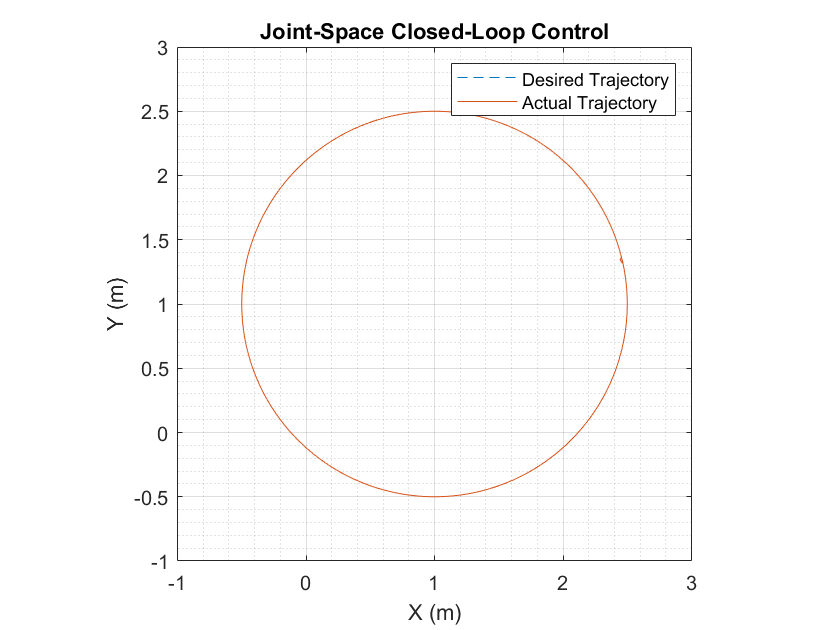 Joint-Space Closed-Loop Control
Desired Trajectory
Actual Trajectory
3
2.5
2
1.5
1
0.5
0
-0.5
-1
Y (m)
-1 0 1 2 3
X (m)